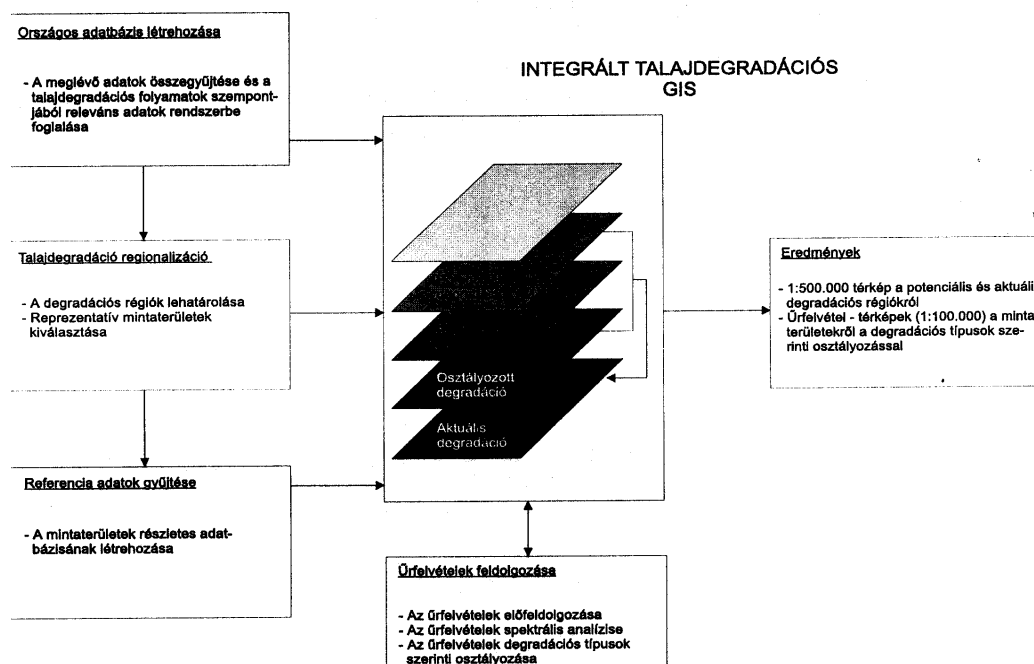 Országos adatbázis létrehozása
- A meglévő adatok összegyűjtése és a
talajdegradációs folyamatok szempont-
jából releváns adatok rendszerbe
foglalása
INTEGRÁLT TALAJDEGRADÁCIÓS
GIS
Talajdegradáció regionalizáció
- A degradációs régiók lehatárolása
- Reprezentatív mintaterületek
kiválasztása
Osztályozott
degradáció
Aktuális
degradáció
Eredmények
- 1:500.000 térkép a potenciális és aktuáli
degradációs régiókról
- Űrfelvétel - térképek (1:100.000) a minta
területekről a degradációs típusok sze-
rinti osztályozással
Referencia adatok gyűjtése
- A mintaterületek részletes adat-
bázisának létrehozása
Űrfelvételek feldolgozása
- Az űrfelvételek előfeldolgozása
- Az űrfelvételek spektrális analízise
- Az űrfelvételek degradációs típusok
szerinti osztályozása